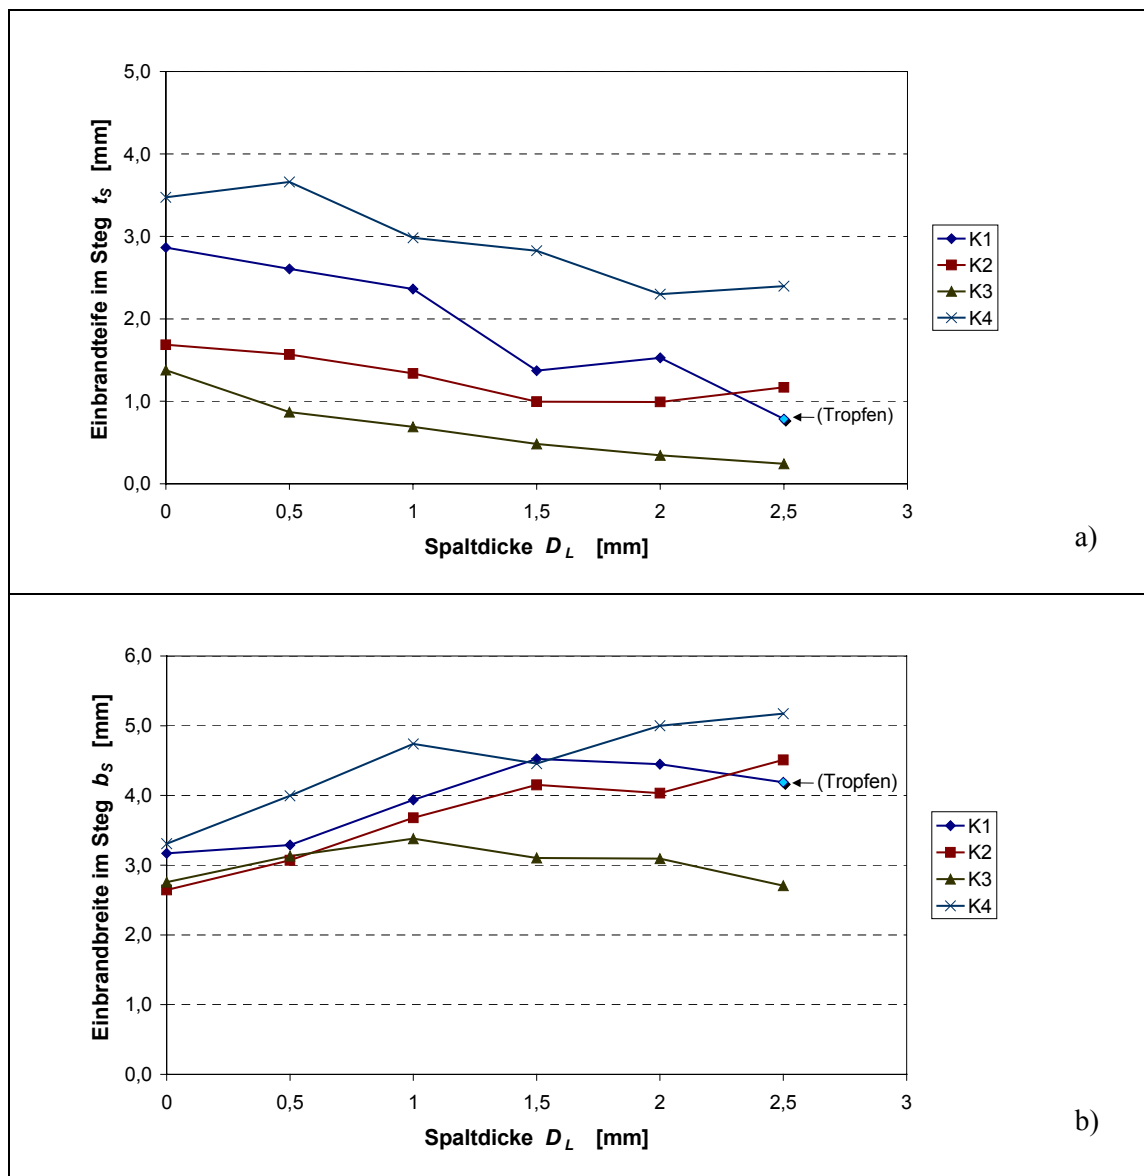 5,0
4,0
3,0
2,0
1,0
0,0
Einbrandteife im Steg t_S [mm]
0 0,5 1 1,5 2 2,5 3
Spaltdicke D_L [mm]
(Tropfen)
K1
K2
K3
K4
a)
6,0
5,0
4,0
3,0
2,0
1,0
0,0
Einbrandbreite im Steg b_S [mm]
0 0,5 1 1,5 2 2,5 3
Spaltdicke D_L [mm]
(Tropfen)
K1
K2
K3
K4
b)